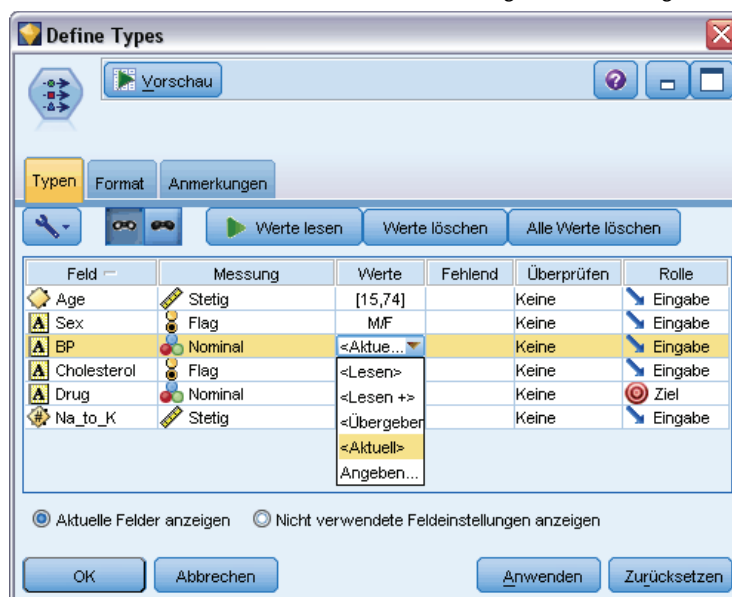 Define Types
Vorschau
Typen Format Anmerkungen
Werte lesen Werte löschen Alle Werte löschen
Feld Messung Werte Fehlend Überprüfen Rolle
Age Stetig [15,74] Keine Eingabe
A Sex Flag M/F Keine Eingabe
A BP Nominal <Aktue... Keine Eingabe
A Cholesterol Flag <Lesen> Keine Eingabe
A Drug Nominal <Lesen +> Keine Ziel
Na_to_K Stetig <Übergeben Keine Eingabe
<Aktuell>
Angeben...
Aktuelle Felder anzeigen Nicht verwendete Feldeinstellungen anzeigen
OK Abbrechen Anwenden Zurücksetzen